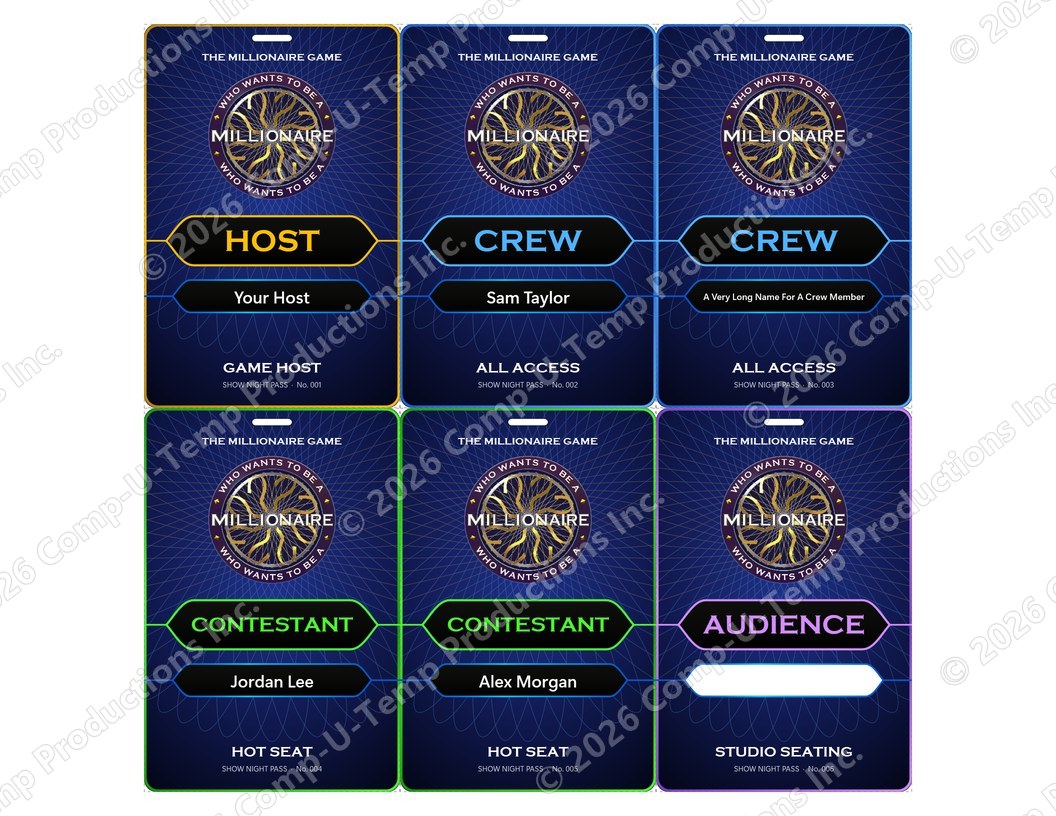 THE MILLIONAIRE GAME
WHO WANTS TO BE A
MILLIONAIRE
WHO WANTS TO BE A
HOST
Your Host
GAME HOST
SHOW NIGHT PASS · No. 001
THE MILLIONAIRE GAME
WHO WANTS TO BE A
MILLIONAIRE
WHO WANTS TO BE A
CREW
Sam Taylor
ALL ACCESS
SHOW NIGHT PASS · No. 002
THE MILLIONAIRE GAME
WHO WANTS TO BE A
MILLIONAIRE
WHO WANTS TO BE A
CREW
A Very Long Name For A Crew Member
ALL ACCESS
SHOW NIGHT PASS · No. 003
THE MILLIONAIRE GAME
WHO WANTS TO BE A
MILLIONAIRE
WHO WANTS TO BE A
CONTESTANT
Jordan Lee
HOT SEAT
SHOW NIGHT PASS · No. 004
THE MILLIONAIRE GAME
WHO WANTS TO BE A
MILLIONAIRE
WHO WANTS TO BE A
CONTESTANT
Alex Morgan
HOT SEAT
SHOW NIGHT PASS · No. 005
THE MILLIONAIRE GAME
WHO WANTS TO BE A
MILLIONAIRE
WHO WANTS TO BE A
AUDIENCE
STUDIO SEATING
SHOW NIGHT PASS · No. 006
© 2026 Comp-U-Temp Productions Inc.